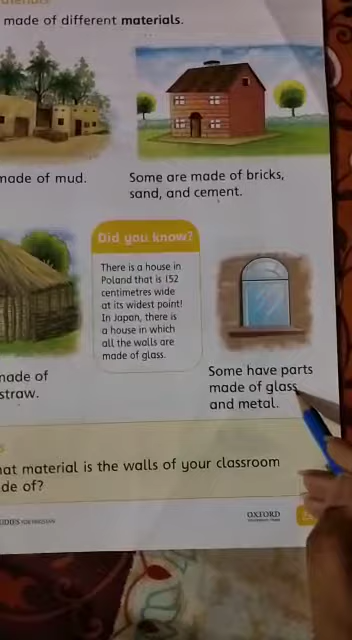 made of different materials.
made of mud.
Some are made of bricks,
sand, and cement.
Did you know?
There is a house in
Poland that is 152
centimetres wide
at its widest point!
In Japan, there is
a house in which
all the walls are
made of glass.
made of
straw.
Some have parts
made of glass
and metal.
material is the walls of your classroom
of?
OXFORD